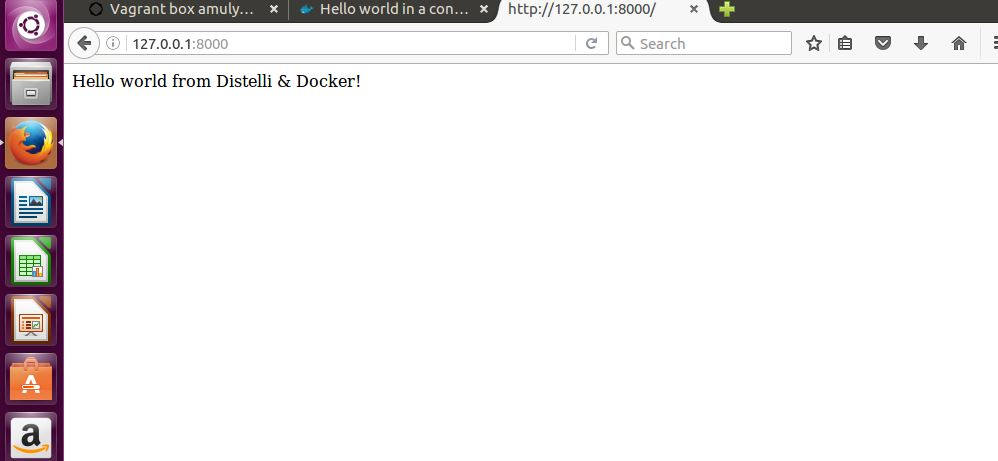 Vagrant box amuly...
Hello world in a con...
http://127.0.0.1:8000/
127.0.0.1:8000
Search
Hello world from Distelli & Docker!
A
a